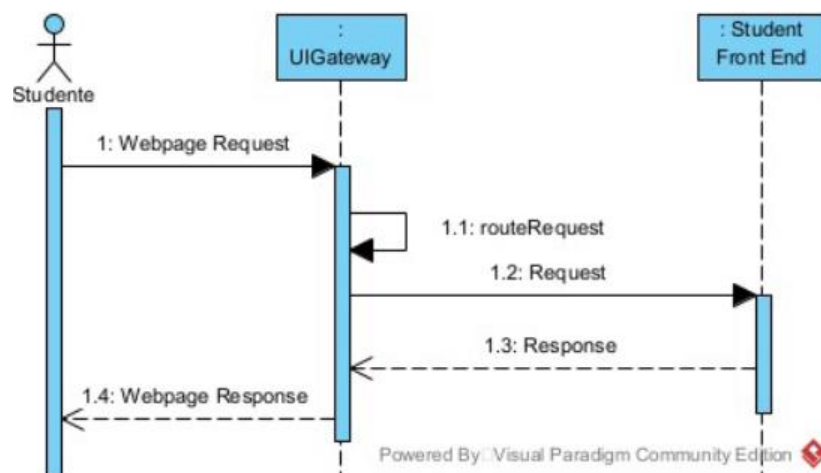 :
UIGateway
: Student
Front End
Studente
1: Webpage Request
1.1: routeRequest
1.2: Request
1.3: Response
1.4: Webpage Response
Powered By Visual Paradigm Community Edition